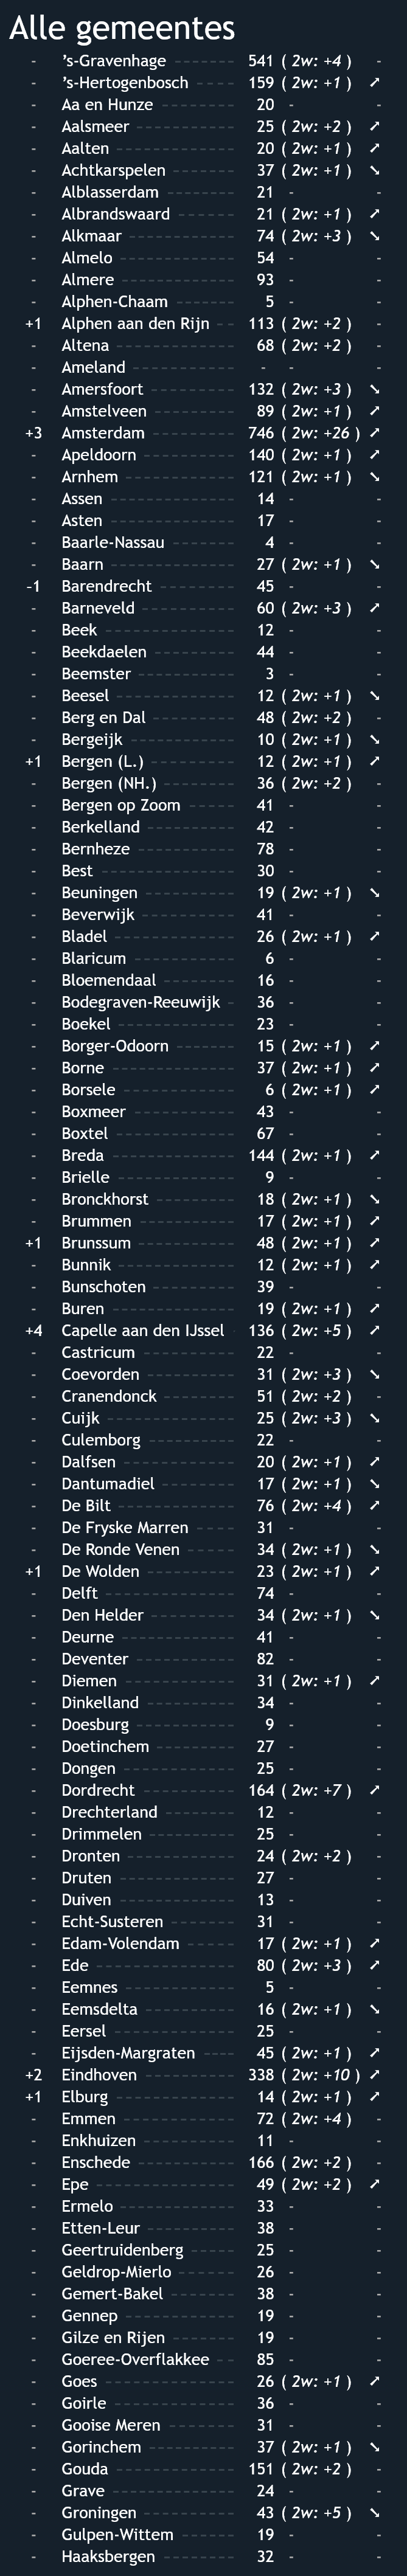 Alle gemeentes
- 's-Gravenhage ------ 541 ( 2w: +4 ) -
- 's-Hertogenbosch ---- 159 ( 2w: +1 ) ➚
- Aa en Hunze -------- 20 - -
- Aalsmeer ----------- 25 ( 2w: +2 ) ➚
- Aalten ------------- 20 ( 2w: +1 ) ➚
- Achtkarspelen ------- 37 ( 2w: +1 ) ➘
- Alblasserdam -------- 21 - -
- Albrandswaard ------ 21 ( 2w: +1 ) ➚
- Alkmaar ------------ 74 ( 2w: +3 ) ➘
- Almelo ------------- 54 - -
- Almere ------------- 93 - -
- Alphen-Chaam ------ 5 - -
+1 Alphen aan den Rijn -- 113 ( 2w: +2 ) -
- Altena ------------- 68 ( 2w: +2 ) -
- Ameland ----------- - - -
- Amersfoort --------- 132 ( 2w: +3 ) ➘
- Amstelveen --------- 89 ( 2w: +1 ) ➚
+3 Amsterdam --------- 746 ( 2w: +26 ) ➚
- Apeldoorn ---------- 140 ( 2w: +1 ) ➚
- Arnhem ------------ 121 ( 2w: +1 ) ➘
- Assen -------------- 14 - -
- Asten -------------- 17 - -
- Baarle-Nassau ------- 4 - -
- Baarn -------------- 27 ( 2w: +1 ) ➘
-1 Barendrecht -------- 45 - -
- Barneveld ---------- 60 ( 2w: +3 ) ➚
- Beek --------------- 12 - -
- Beekdaelen --------- 44 - -
- Beemster ----------- 3 - -
- Beesel ------------- 12 ( 2w: +1 ) ➘
- Berg en Dal --------- 48 ( 2w: +2 ) -
- Bergeijk ------------ 10 ( 2w: +1 ) ➘
+1 Bergen (L.) --------- 12 ( 2w: +1 ) ➚
- Bergen (NH.) -------- 36 ( 2w: +2 ) -
- Bergen op Zoom ----- 41 - -
- Berkelland ---------- 42 - -
- Bernheze ----------- 78 - -
- Best --------------- 30 - -
- Beuningen ---------- 19 ( 2w: +1 ) ➘
- Beverwijk ---------- 41 - -
- Bladel ------------- 26 ( 2w: +1 ) ➚
- Blaricum ----------- 6 - -
- Bloemendaal -------- 16 - -
- Bodegraven-Reeuwijk - 36 - -
- Boekel ------------- 23 - -
- Borger-Odoorn ------ 15 ( 2w: +1 ) ➚
- Borne -------------- 37 ( 2w: +1 ) ➚
- Borsele ------------ 6 ( 2w: +1 ) ➚
- Boxmeer ----------- 43 - -
- Boxtel ------------- 67 - -
- Breda -------------- 144 ( 2w: +1 ) ➚
- Brielle ------------- 9 - -
- Bronckhorst -------- 18 ( 2w: +1 ) ➘
- Brummen ---------- 17 ( 2w: +1 ) ➚
+1 Brunssum ----------- 48 ( 2w: +1 ) ➚
- Bunnik ------------- 12 ( 2w: +1 ) ➚
- Bunschoten --------- 39 - -
- Buren -------------- 19 ( 2w: +1 ) ➚
+4 Capelle aan den IJssel - 136 ( 2w: +5 ) ➚
- Castricum ---------- 22 - -
- Coevorden ---------- 31 ( 2w: +3 ) ➘
- Cranendonck ------- 51 ( 2w: +2 ) -
- Cuijk -------------- 25 ( 2w: +3 ) ➘
- Culemborg ---------- 22 - -
- Dalfsen ------------ 20 ( 2w: +1 ) ➚
- Dantumadiel -------- 17 ( 2w: +1 ) ➘
- De Bilt ------------- 76 ( 2w: +4 ) ➚
- De Fryske Marren ---- 31 - -
- De Ronde Venen ----- 34 ( 2w: +1 ) ➘
+1 De Wolden ---------- 23 ( 2w: +1 ) ➚
- Delft -------------- 74 - -
- Den Helder --------- 34 ( 2w: +1 ) ➘
- Deurne ------------- 41 - -
- Deventer ----------- 82 - -
- Diemen ------------ 31 ( 2w: +1 ) ➚
- Dinkelland ---------- 34 - -
- Doesburg ----------- 9 - -
- Doetinchem -------- 27 - -
- Dongen ------------ 25 - -
- Dordrecht ---------- 164 ( 2w: +7 ) ➚
- Drechterland -------- 12 - -
- Drimmelen --------- 25 - -
- Dronten ------------ 24 ( 2w: +2 ) -
- Druten ------------- 27 - -
- Duiven ------------- 13 - -
- Echt-Susteren ------- 31 - -
- Edam-Volendam ----- 17 ( 2w: +1 ) ➚
- Ede ---------------- 80 ( 2w: +3 ) ➚
- Eemnes ------------ 5 - -
- Eemsdelta ---------- 16 ( 2w: +1 ) ➘
- Eersel ------------- 25 - -
- Eijsden-Margraten ---- 45 ( 2w: +1 ) ➚
+2 Eindhoven ---------- 338 ( 2w: +10 ) ➚
+1 Elburg ------------- 14 ( 2w: +1 ) ➚
- Emmen ------------ 72 ( 2w: +4 ) -
- Enkhuizen ---------- 11 - -
- Enschede ----------- 166 ( 2w: +2 ) -
- Epe ---------------- 49 ( 2w: +2 ) ➚
- Ermelo ------------- 33 - -
- Etten-Leur ---------- 38 - -
- Geertruidenberg ----- 25 - -
- Geldrop-Mierlo ------ 26 - -
- Gemert-Bakel ------- 38 - -
- Gennep ------------ 19 - -
- Gilze en Rijen ------- 19 - -
- Goeree-Overflakkee -- 85 - -
- Goes --------------- 26 ( 2w: +1 ) ➚
- Goirle -------------- 36 - -
- Gooise Meren ------- 31 - -
- Gorinchem ---------- 37 ( 2w: +1 ) ➘
- Gouda -------------- 151 ( 2w: +2 ) -
- Grave -------------- 24 - -
- Groningen ---------- 43 ( 2w: +5 ) ➘
- Gulpen-Wittem ------ 19 - -
- Haaksbergen -------- 32 - -